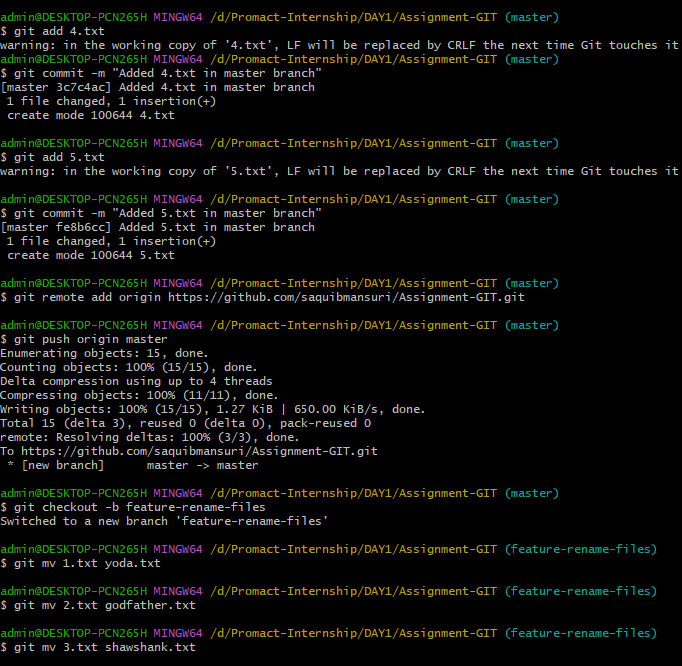 admin@DESKTOP-PCN265H MINGW64 /d/Promact-Internship/DAY1/Assignment-GIT (master)
$ git add 4.txt
warning: in the working copy of '4.txt', LF will be replaced by CRLF the next time Git touches it
admin@DESKTOP-PCN265H MINGW64 /d/Promact-Internship/DAY1/Assignment-GIT (master)
$ git commit -m "Added 4.txt in master branch"
[master 3c7c4ac] Added 4.txt in master branch
 1 file changed, 1 insertion(+)
 create mode 100644 4.txt
admin@DESKTOP-PCN265H MINGW64 /d/Promact-Internship/DAY1/Assignment-GIT (master)
$ git add 5.txt
warning: in the working copy of '5.txt', LF will be replaced by CRLF the next time Git touches it
admin@DESKTOP-PCN265H MINGW64 /d/Promact-Internship/DAY1/Assignment-GIT (master)
$ git commit -m "Added 5.txt in master branch"
[master fe8b6cc] Added 5.txt in master branch
 1 file changed, 1 insertion(+)
 create mode 100644 5.txt
admin@DESKTOP-PCN265H MINGW64 /d/Promact-Internship/DAY1/Assignment-GIT (master)
$ git remote add origin https://github.com/saquibmansuri/Assignment-GIT.git
admin@DESKTOP-PCN265H MINGW64 /d/Promact-Internship/DAY1/Assignment-GIT (master)
$ git push origin master
Enumerating objects: 15, done.
Counting objects: 100% (15/15), done.
Delta compression using up to 4 threads
Compressing objects: 100% (11/11), done.
Writing objects: 100% (15/15), 1.27 KiB | 650.00 KiB/s, done.
Total 15 (delta 3), reused 0 (delta 0), pack-reused 0
remote: Resolving deltas: 100% (3/3), done.
To https://github.com/saquibmansuri/Assignment-GIT.git
 * [new branch]      master -> master
admin@DESKTOP-PCN265H MINGW64 /d/Promact-Internship/DAY1/Assignment-GIT (master)
$ git checkout -b feature-rename-files
Switched to a new branch 'feature-rename-files'
admin@DESKTOP-PCN265H MINGW64 /d/Promact-Internship/DAY1/Assignment-GIT (feature-rename-files)
$ git mv 1.txt yoda.txt
admin@DESKTOP-PCN265H MINGW64 /d/Promact-Internship/DAY1/Assignment-GIT (feature-rename-files)
$ git mv 2.txt godfather.txt
admin@DESKTOP-PCN265H MINGW64 /d/Promact-Internship/DAY1/Assignment-GIT (feature-rename-files)
$ git mv 3.txt shawshank.txt